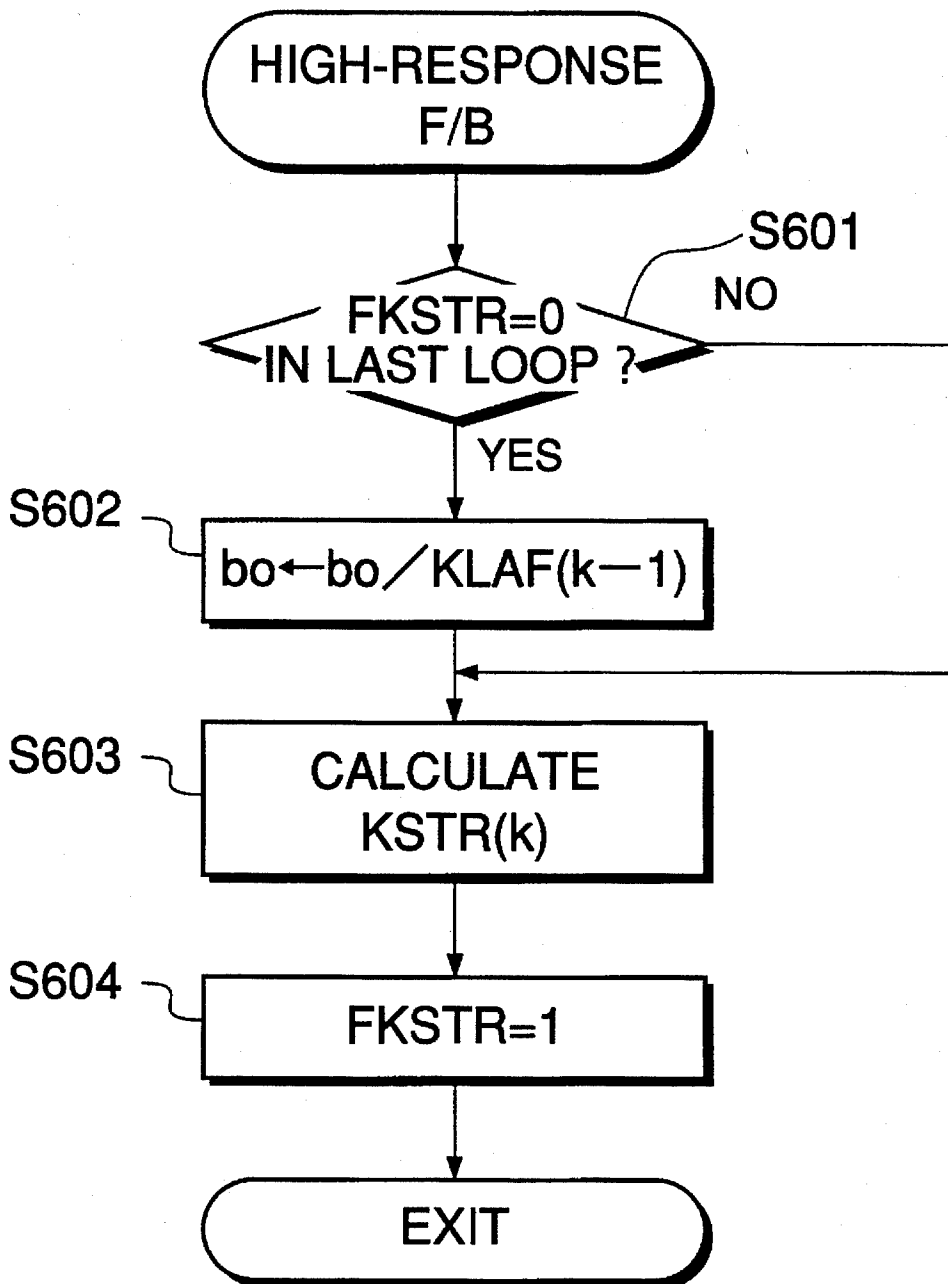 HIGH-RESPONSE
F/B
S601
NO
FKSTR=0
IN LAST LOOP ?
YES
S602
bo←bo/KLAF(k−1)
S603
CALCULATE
KSTR(k)
S604
FKSTR=1
EXIT